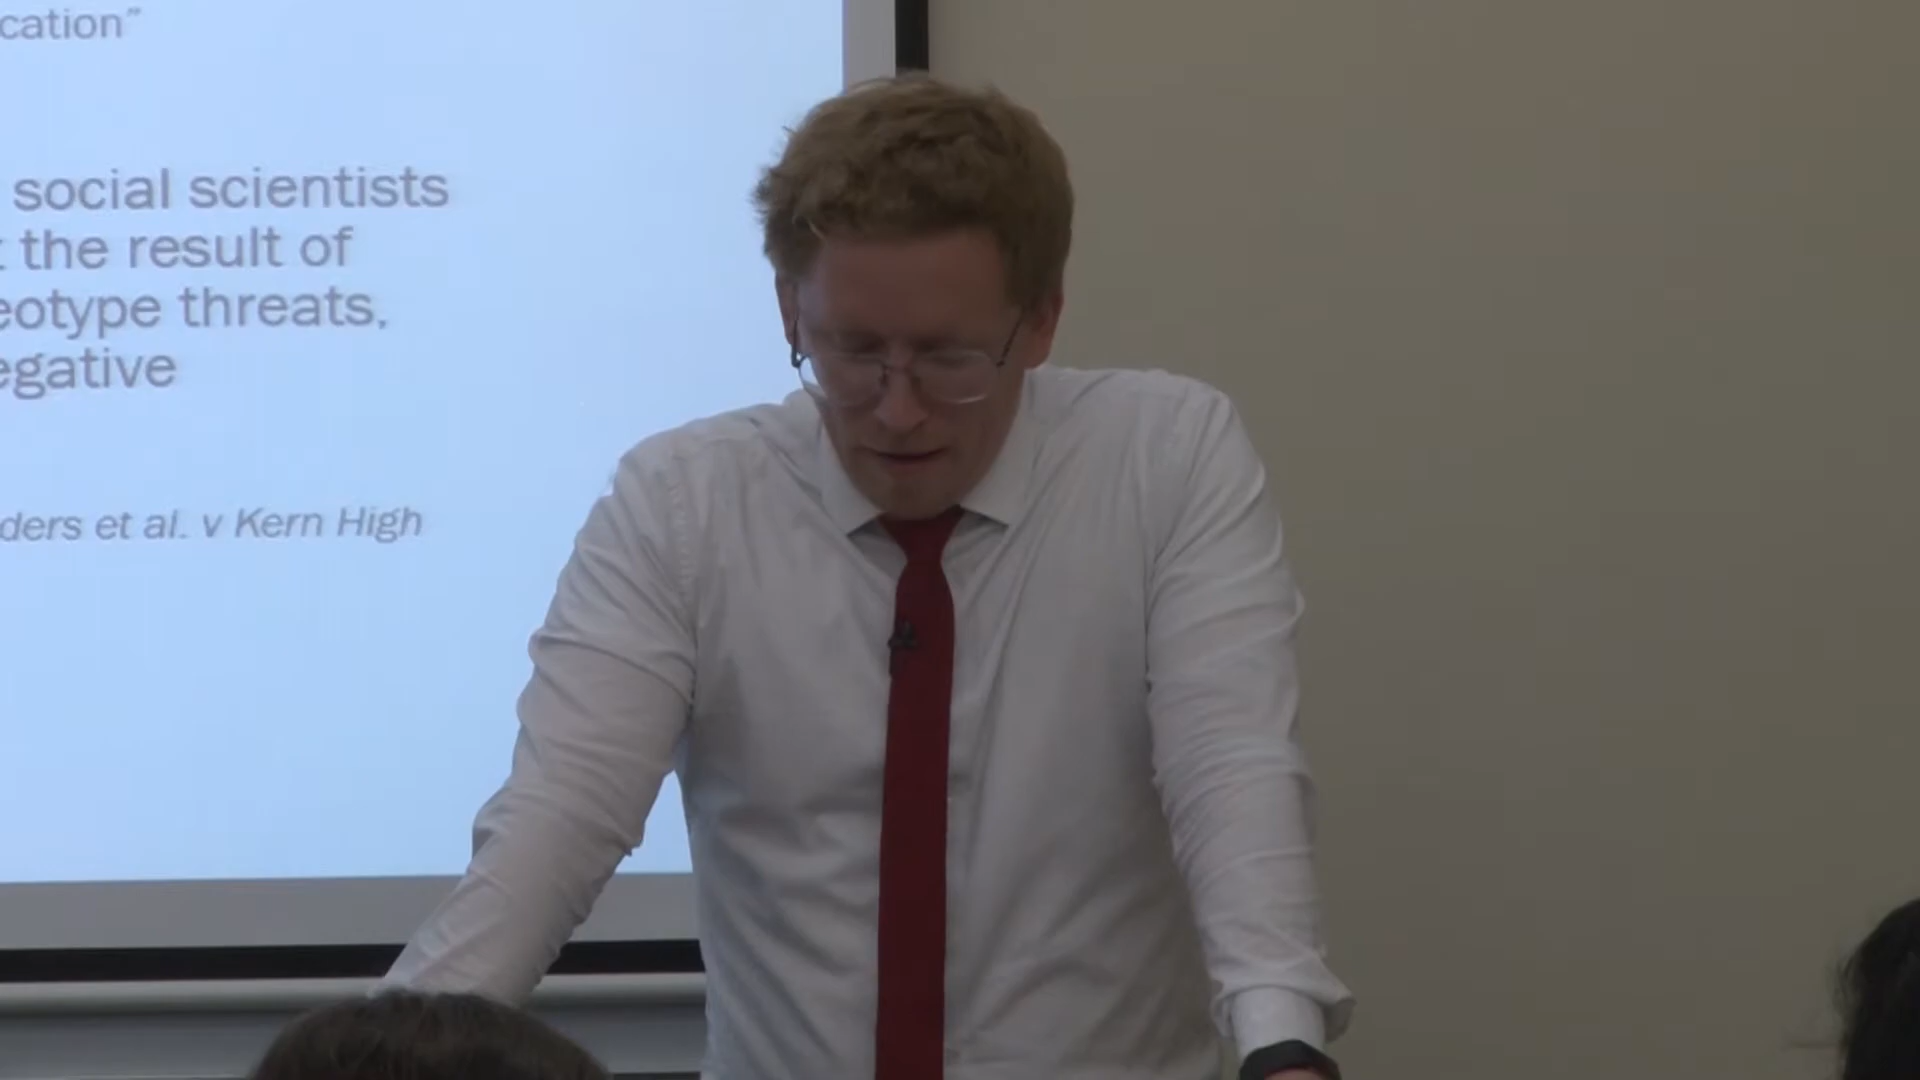 cation”
social scientists
the result of
eotype threats,
egative
ders et al. v Kern High